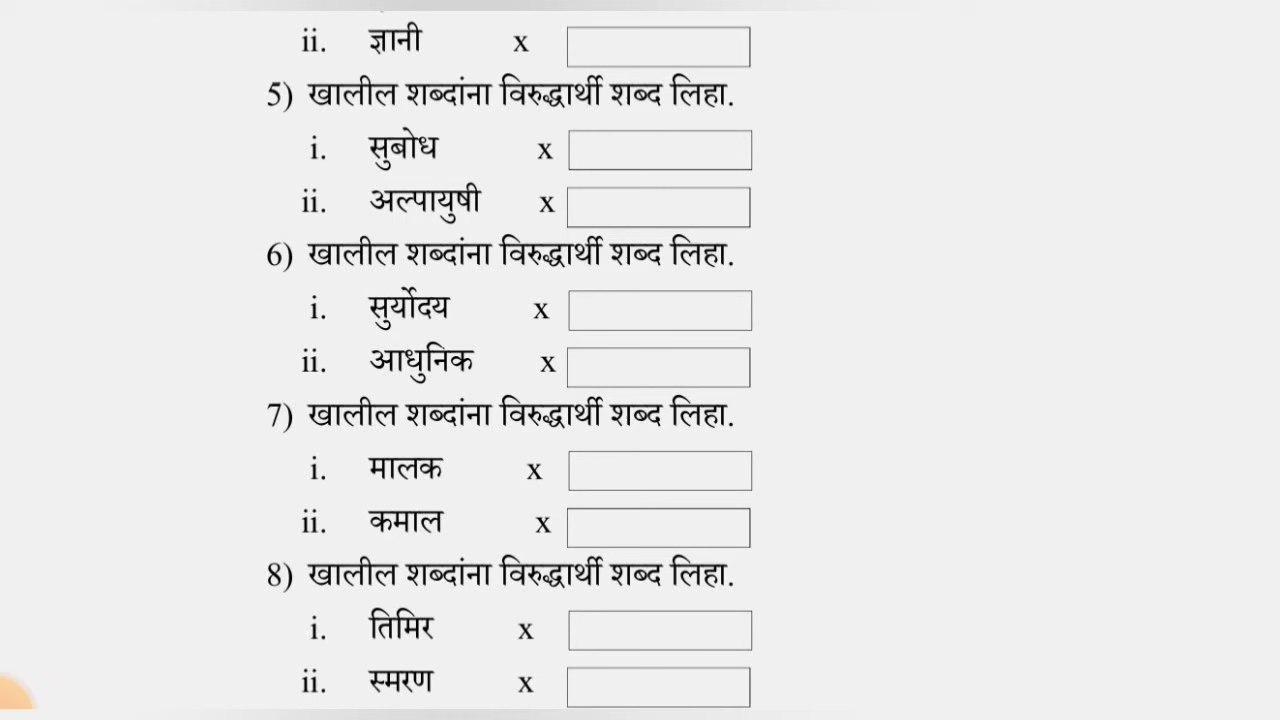 ii. ज्ञानी x
5) खालील शब्दांना विरुद्धार्थी शब्द लिहा.
i. सुबोध x
ii. अल्पायुषी x
6) खालील शब्दांना विरुद्धार्थी शब्द लिहा.
i. सुर्योदय x
ii. आधुनिक x
7) खालील शब्दांना विरुद्धार्थी शब्द लिहा.
i. मालक x
ii. कमाल x
8) खालील शब्दांना विरुद्धार्थी शब्द लिहा.
i. तिमिर x
ii. स्मरण x